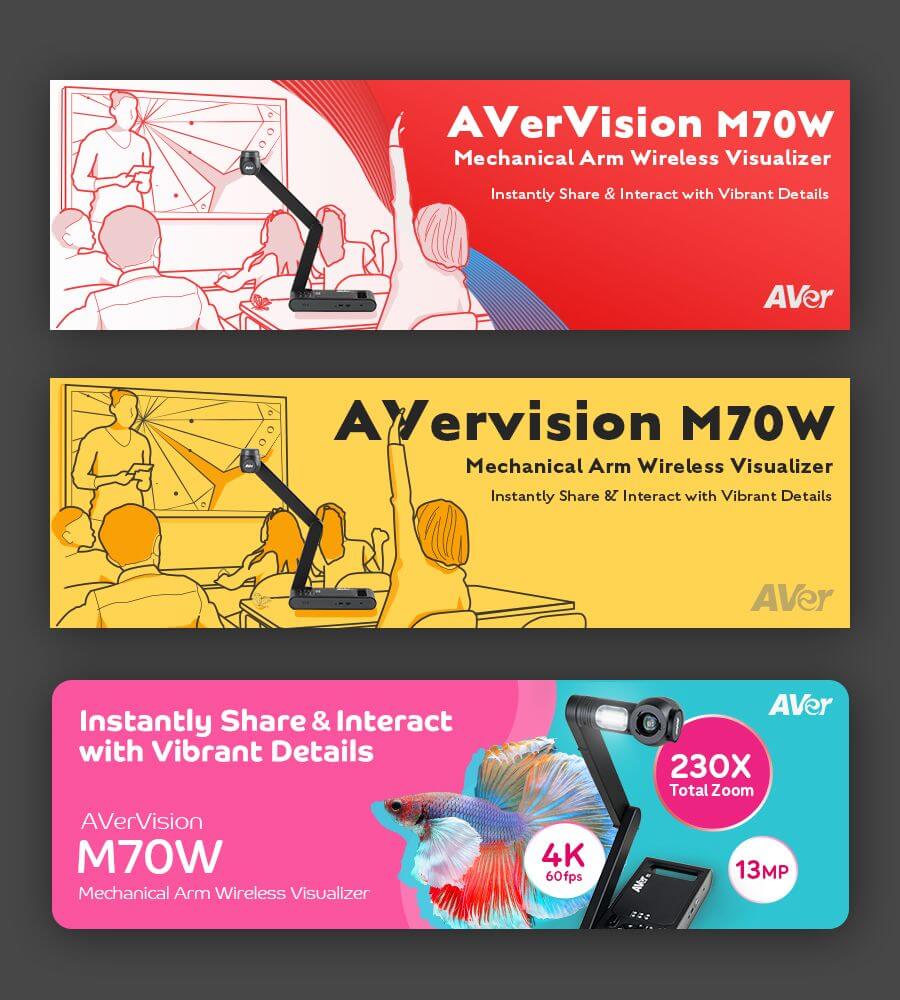 AVerVision M70W
Mechanical Arm Wireless Visualizer
Instantly Share & Interact with Vibrant Details
AVer
AVer
AVervision M70W
Mechanical Arm Wireless Visualizer
Instantly Share & Interact with Vibrant Details
AVer
AVer
Instantly Share & Interact
with Vibrant Details
AVerVision
M70W
Mechanical Arm Wireless Visualizer
AVer
230X
Total Zoom
4K
60fps
13MP
AVer